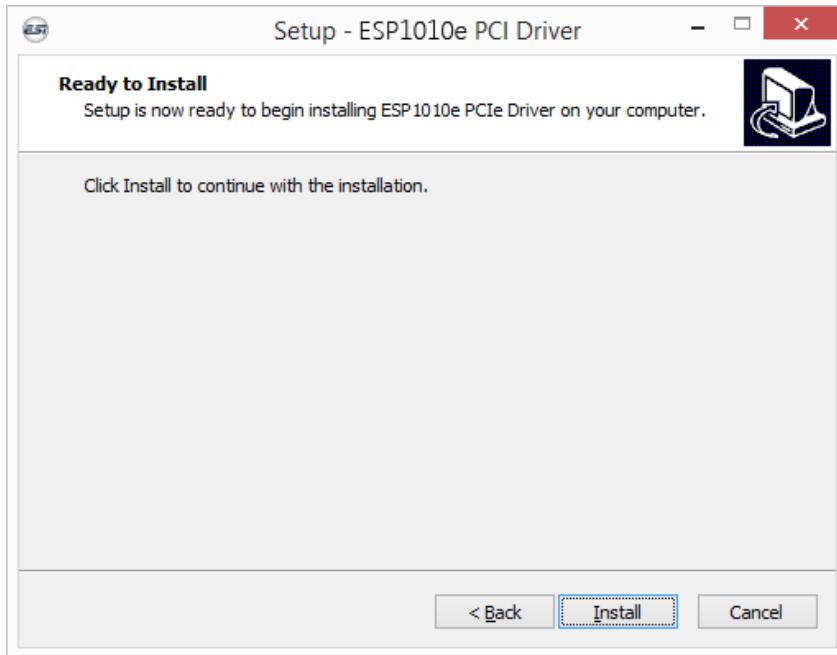 ESI
Setup - ESP1010e PCI Driver
Ready to Install
Setup is now ready to begin installing ESP1010e PCIe Driver on your computer.
Click Install to continue with the installation.
< Back
Install
Cancel